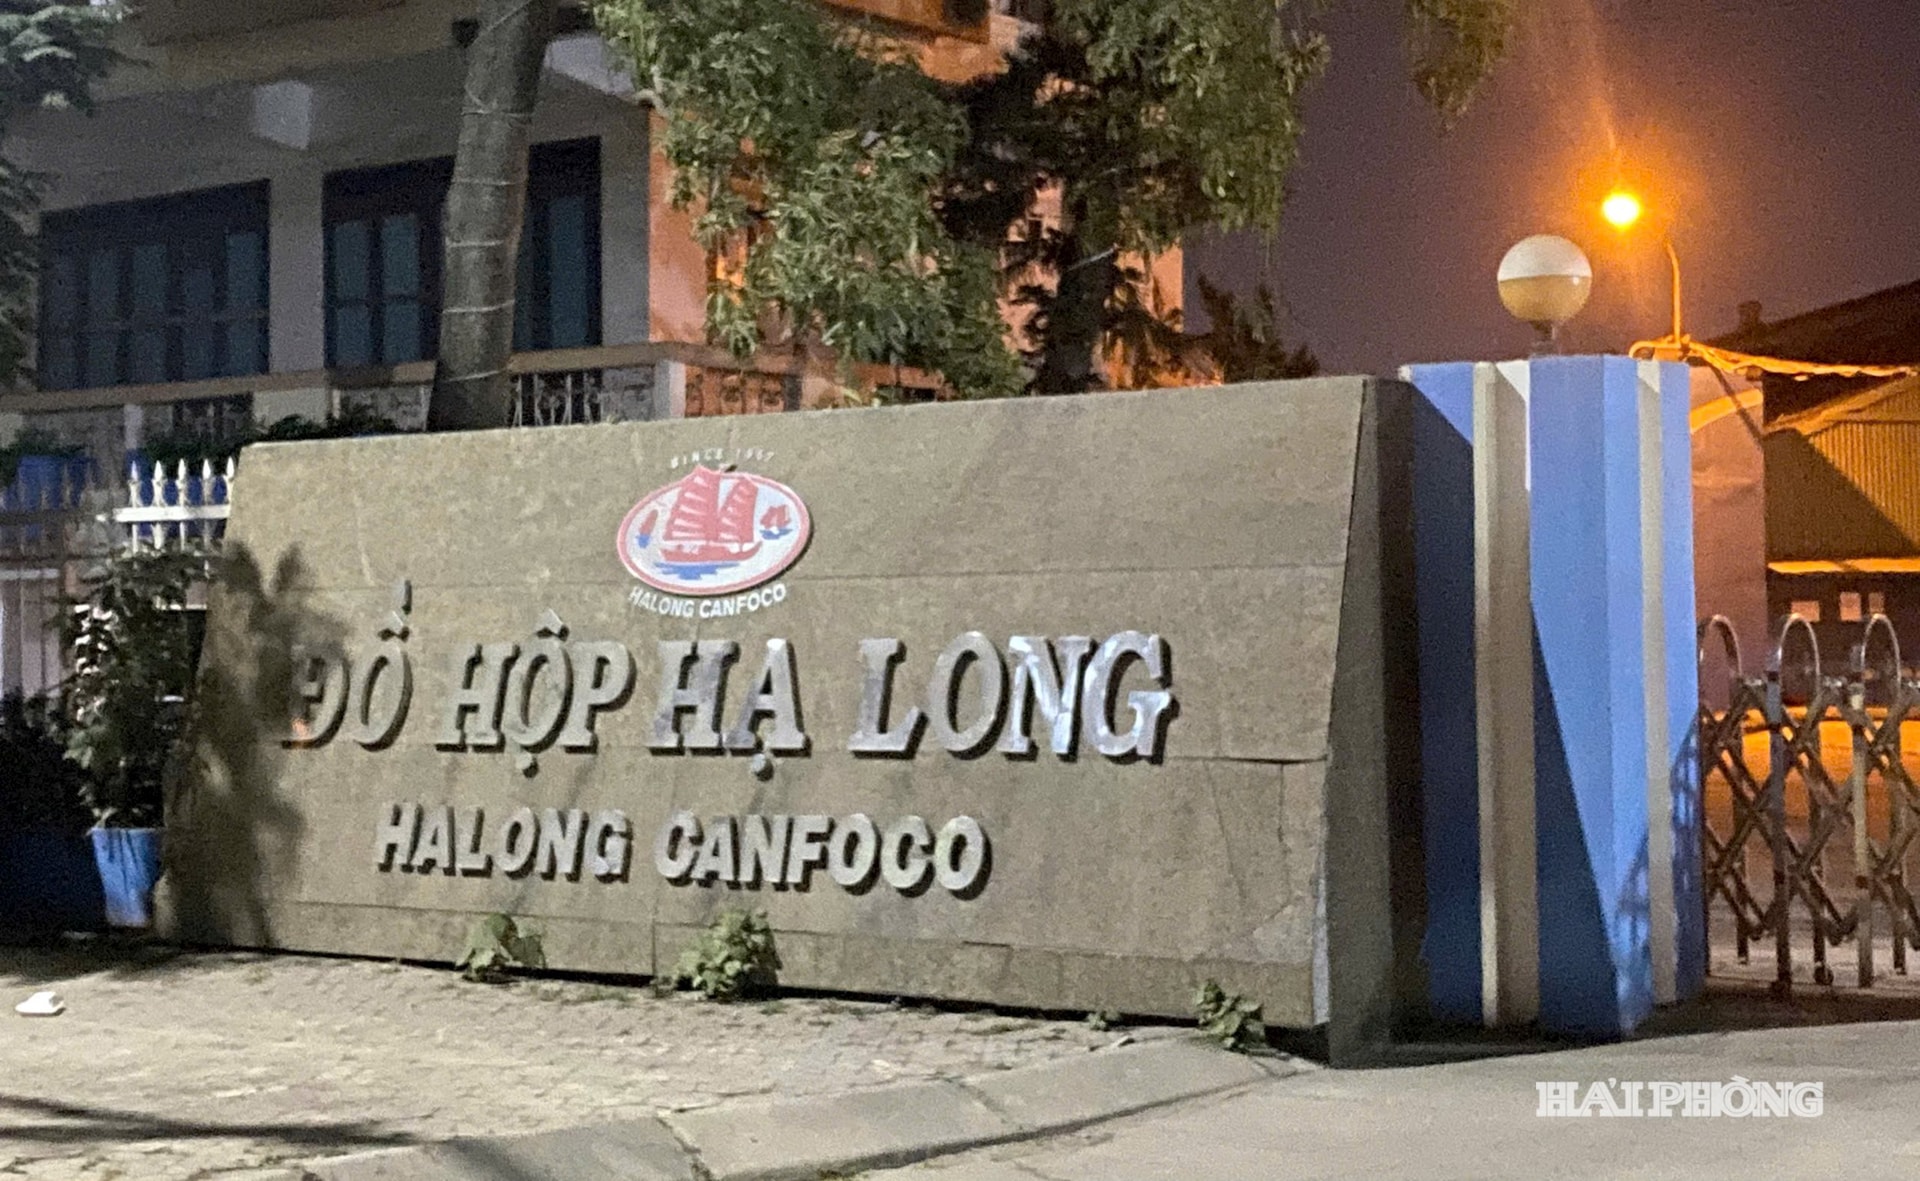 SINCE 1957
HALONG CANFOCO
ĐỒ HỘP HẠ LONG
HALONG CANFOCO
HẢI PHÒNG